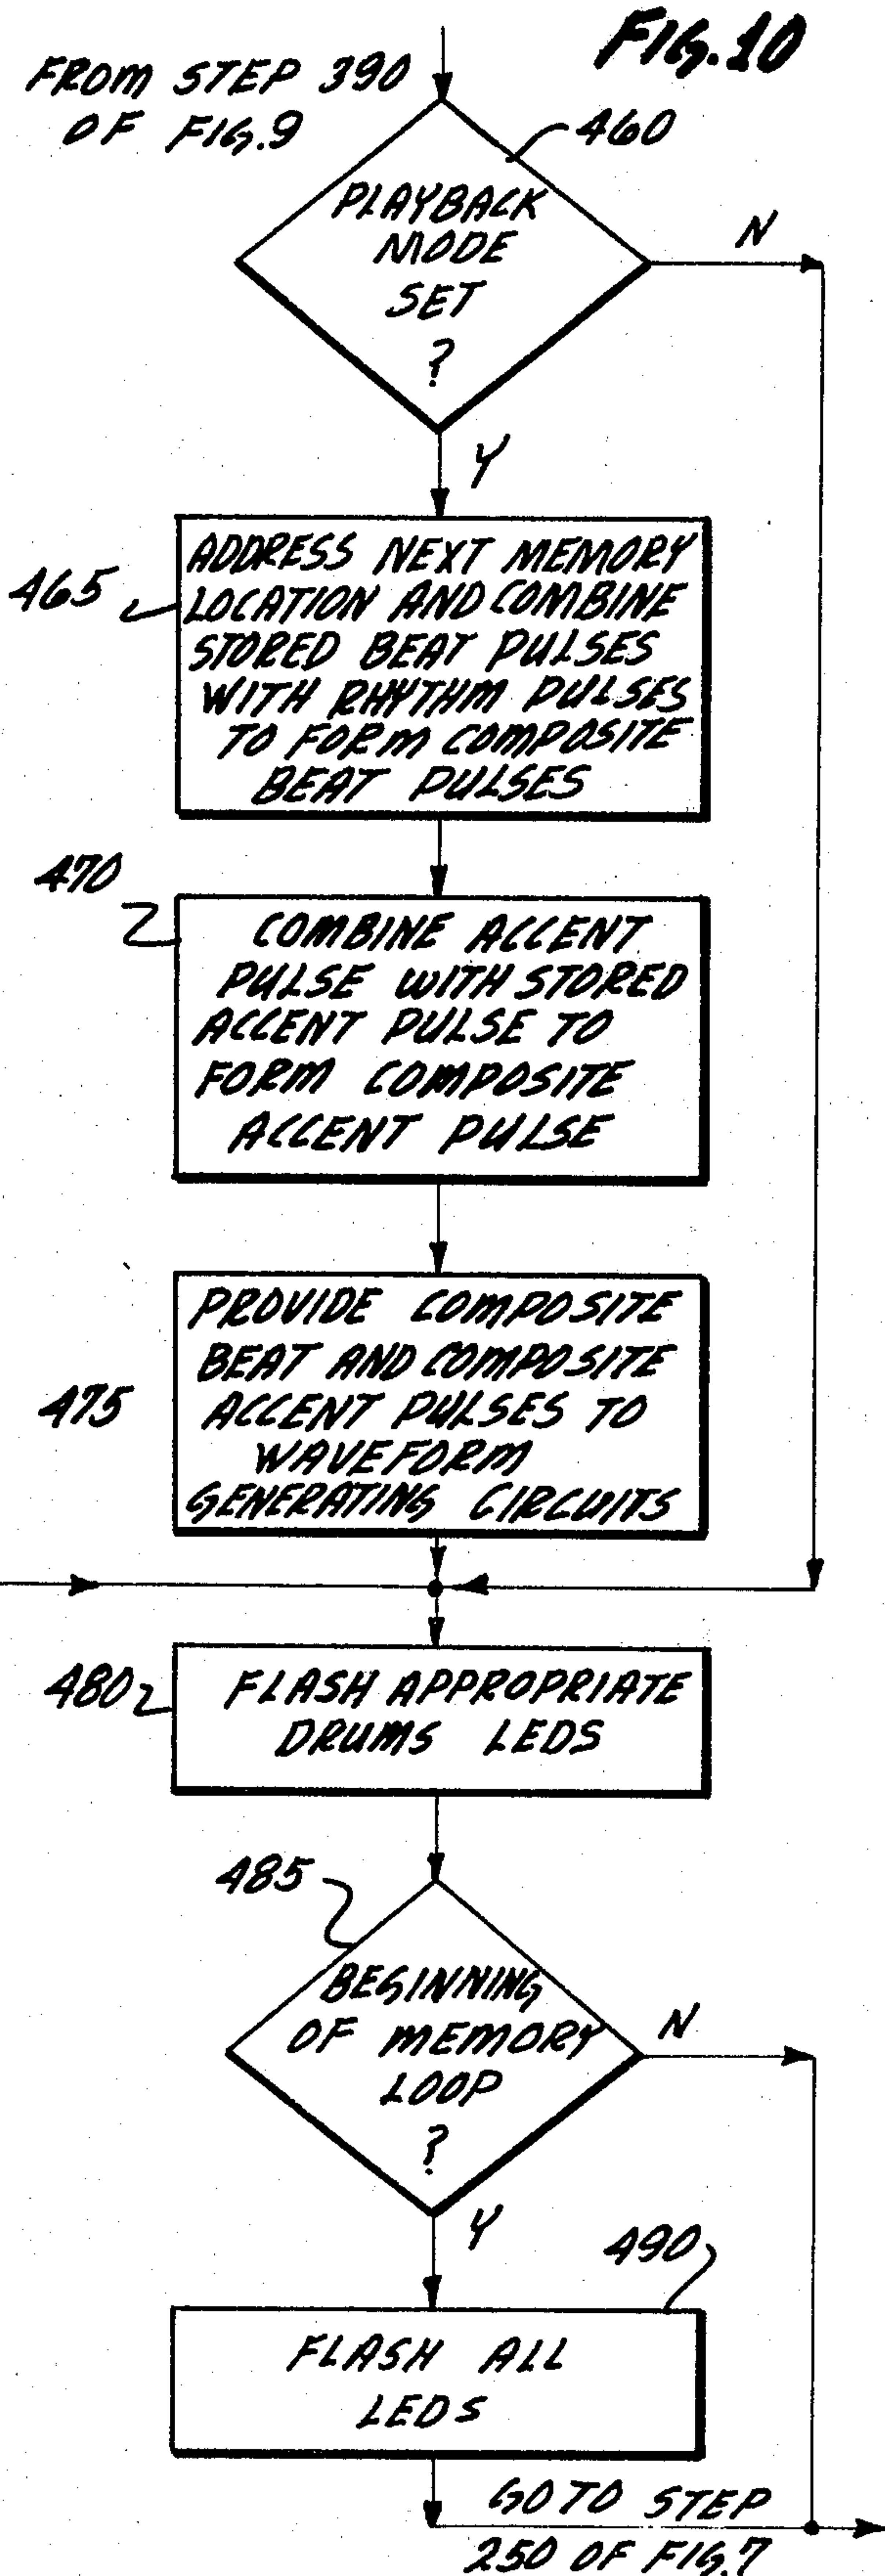 FIG. 10
FROM STEP 390
OF FIG. 9
460
PLAYBACK
MODE
SET
?
N
Y
465
ADDRESS NEXT MEMORY
LOCATION AND COMBINE
STORED BEAT PULSES
WITH RHYTHM PULSES
TO FORM COMPOSITE
BEAT PULSES
470
COMBINE ACCENT
PULSE WITH STORED
ACCENT PULSE TO
FORM COMPOSITE
ACCENT PULSE
475
PROVIDE COMPOSITE
BEAT AND COMPOSITE
ACCENT PULSES TO
WAVEFORM
GENERATING CIRCUITS
480
FLASH APPROPRIATE
DRUMS LEDS
485
BEGINNING
OF MEMORY
LOOP
?
N
Y
490
FLASH ALL
LEDS
GO TO STEP
250 OF FIG. 7